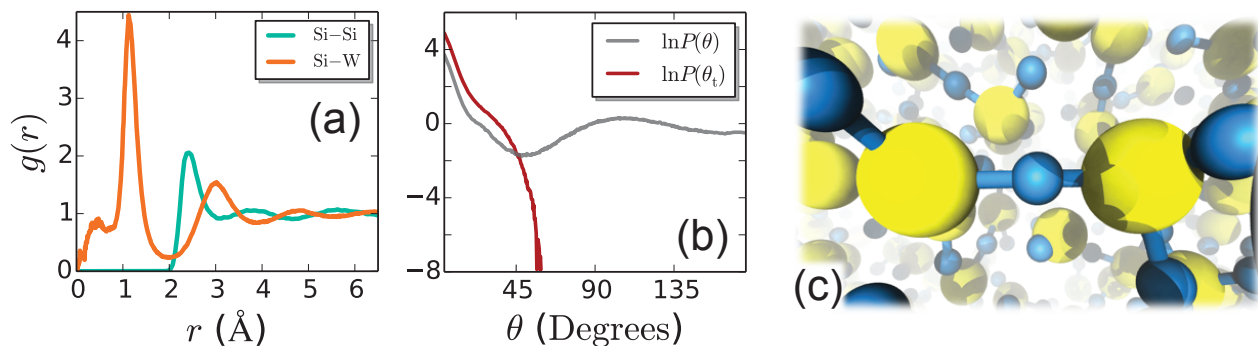 4
3
2
1
0
g(r)
0 1 2 3 4 5 6
r (Å)
Si−Si
Si−W
(a)
4
0
−4
−8
45 90 135
θ (Degrees)
lnP(θ)
lnP(θt)
(b)
(c)